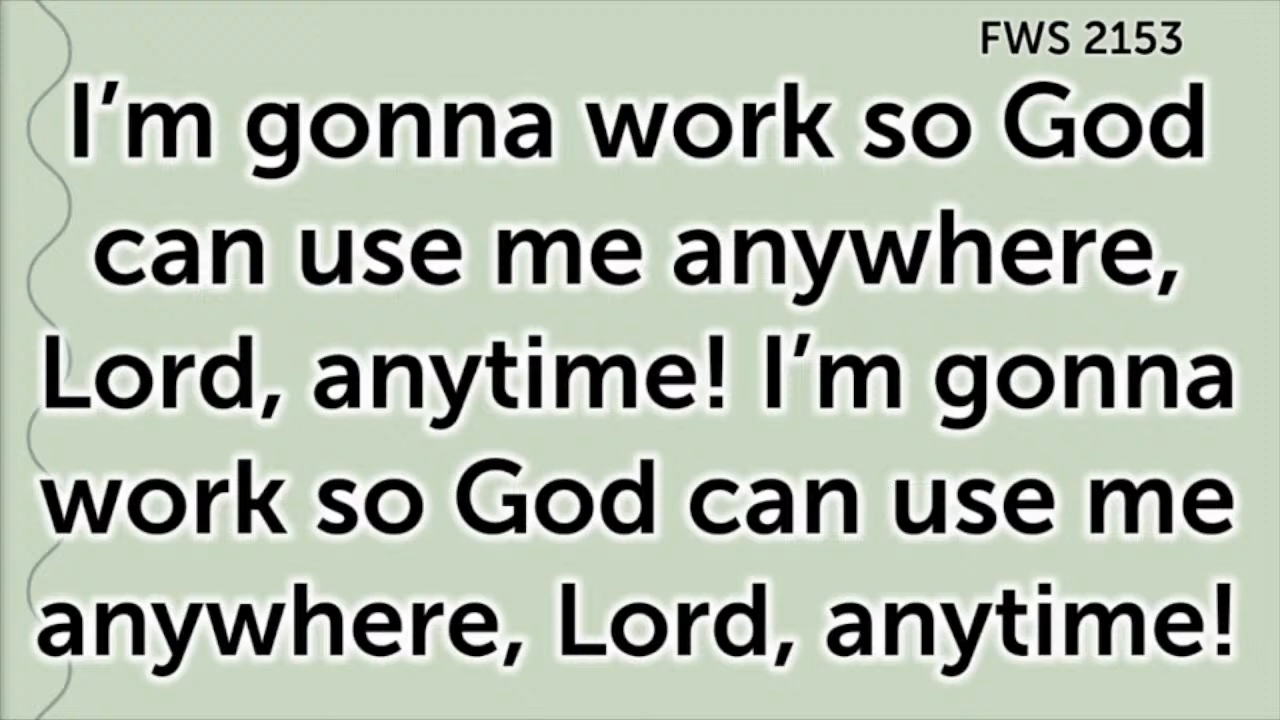 FWS 2153
I’m gonna work so God
can use me anywhere,
Lord, anytime! I’m gonna
work so God can use me
anywhere, Lord, anytime!